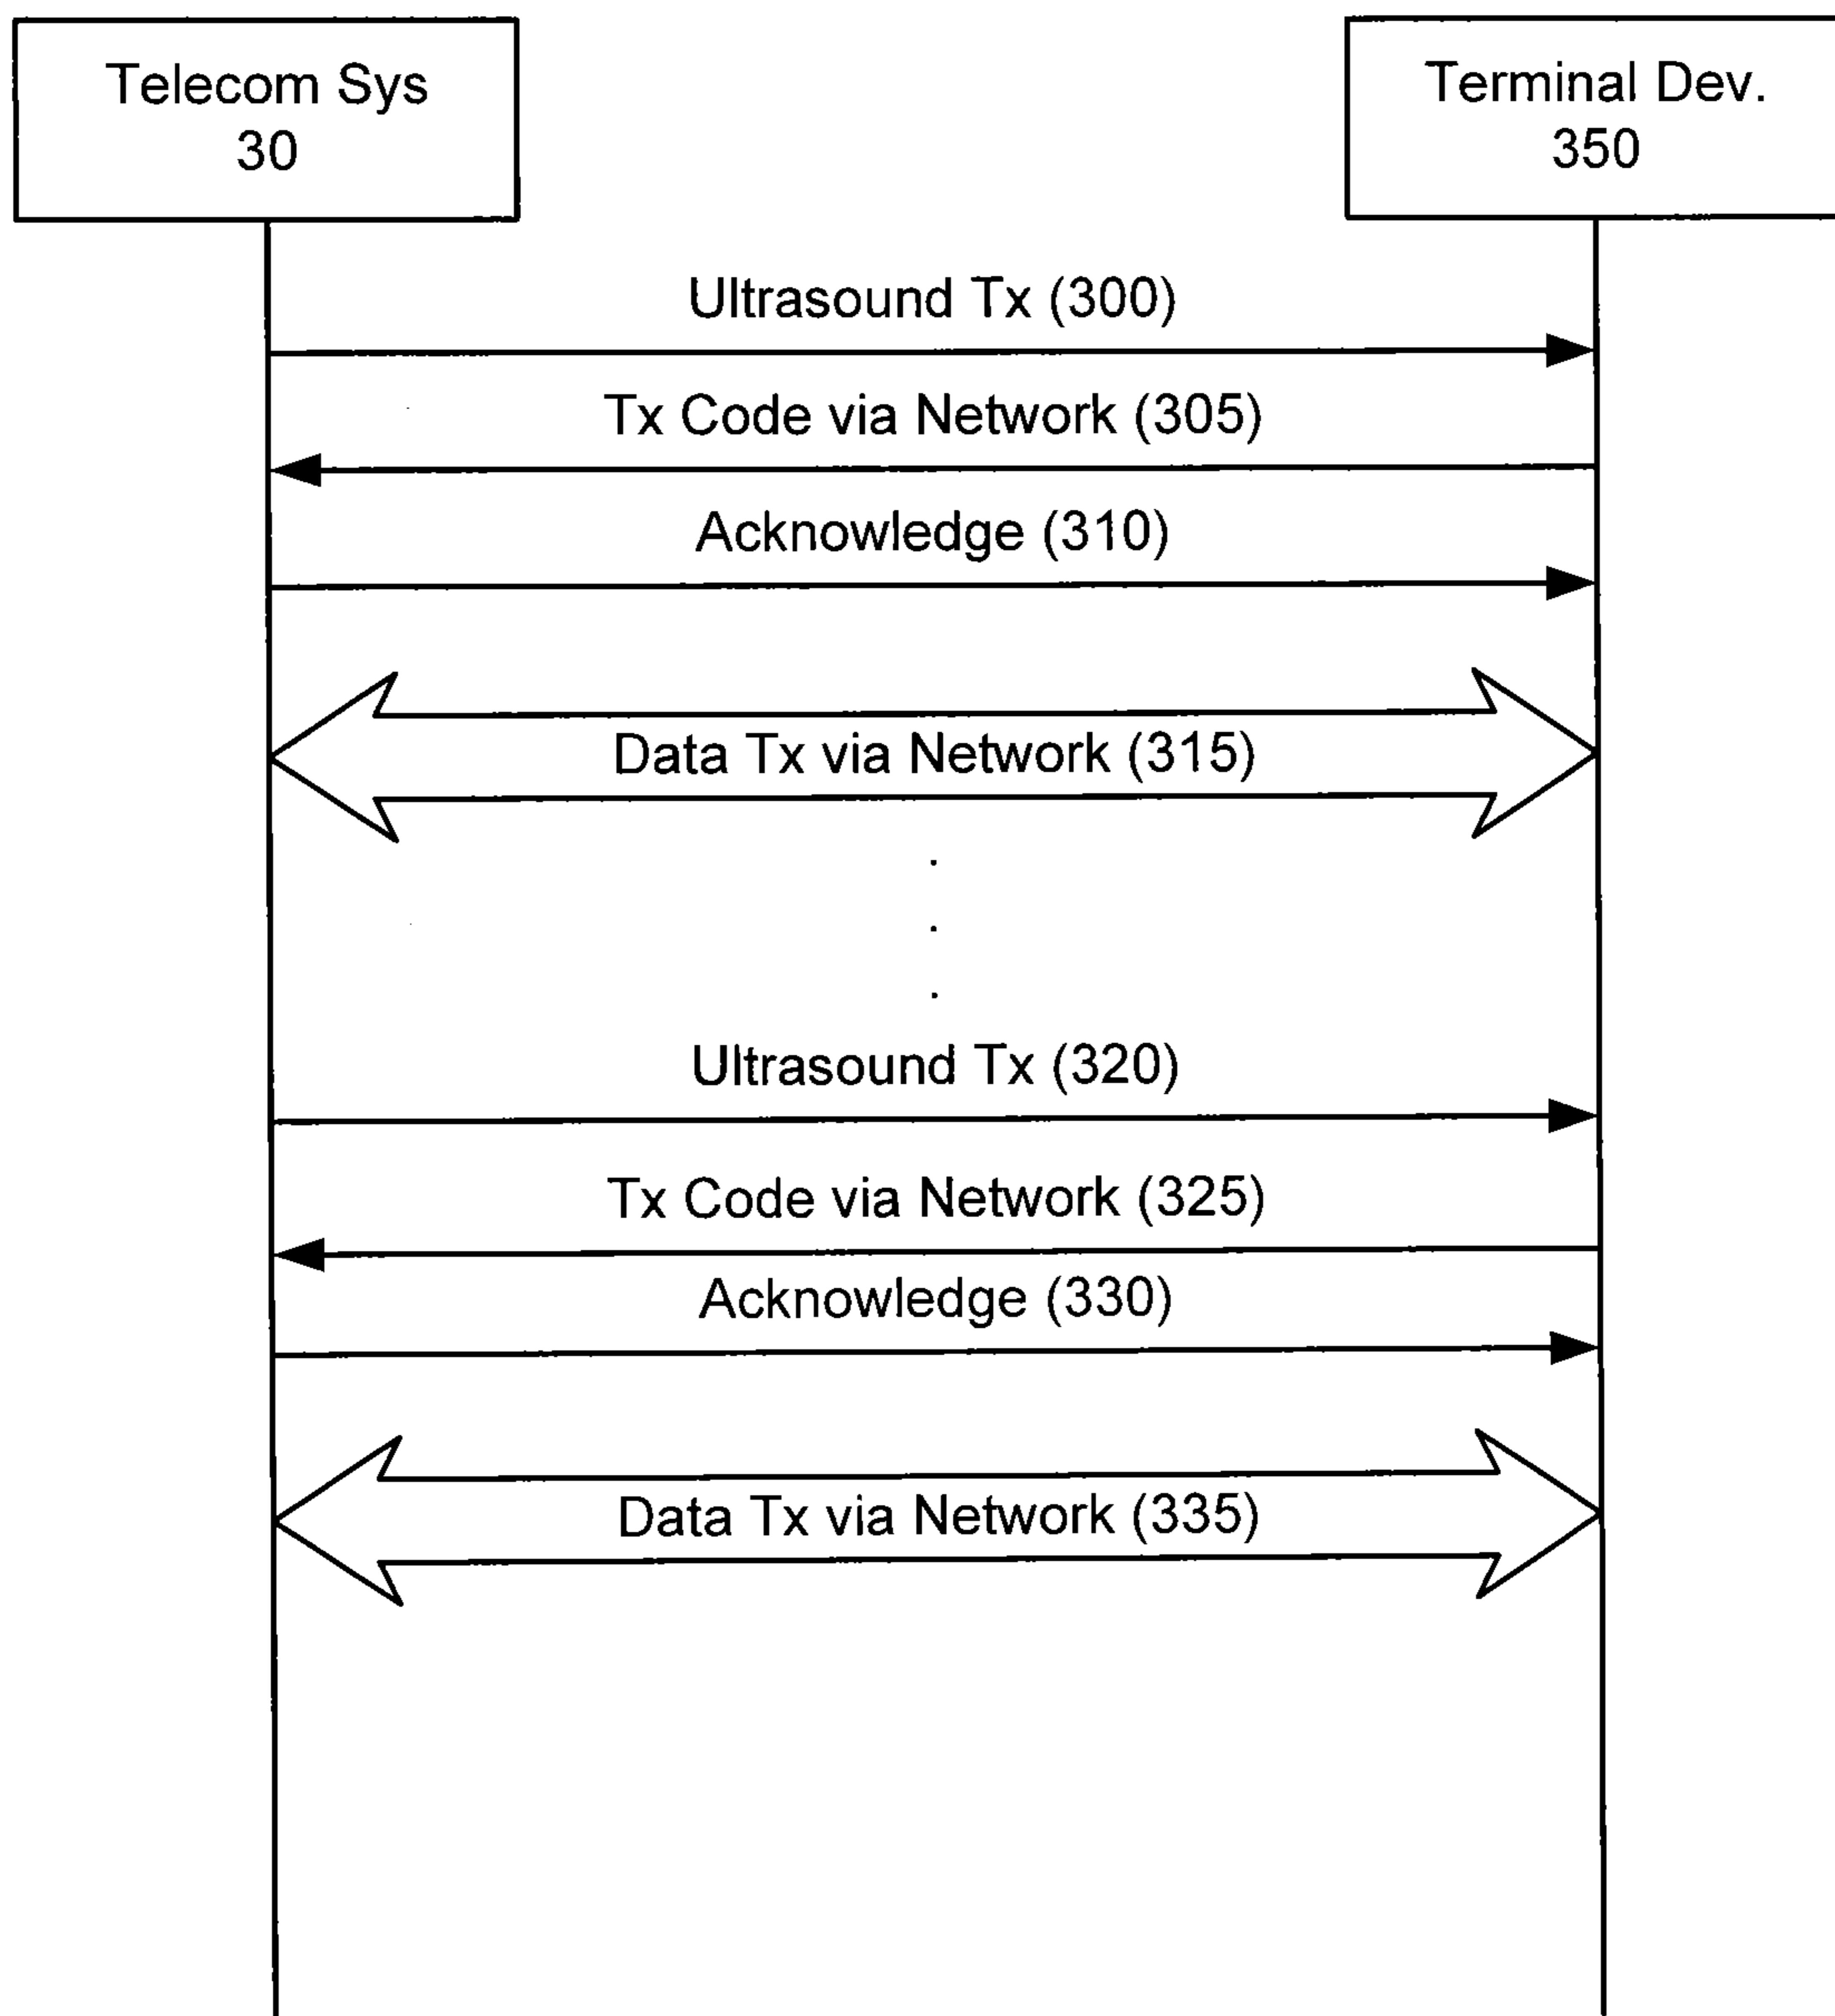 Telecom Sys
30
Terminal Dev.
350
Ultrasound Tx (300)
Tx Code via Network (305)
Acknowledge (310)
Data Tx via Network (315)
Ultrasound Tx (320)
Tx Code via Network (325)
Acknowledge (330)
Data Tx via Network (335)